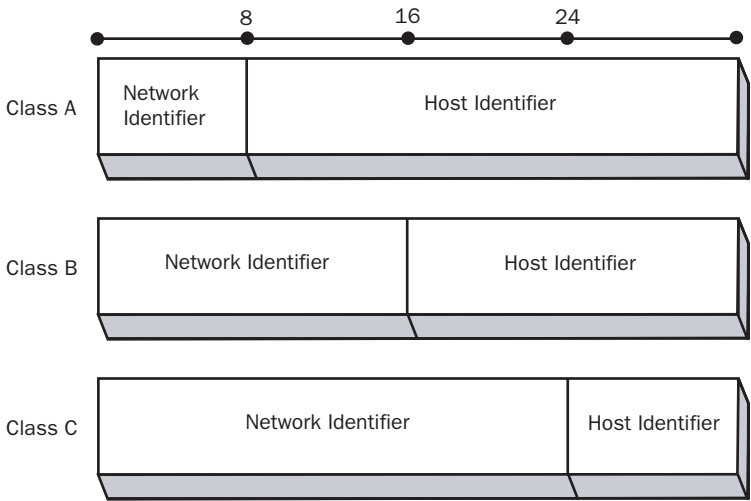 8 16 24
Class A
Network
Identifier
Host Identifier
Class B
Network Identifier
Host Identifier
Class C
Network Identifier
Host Identifier